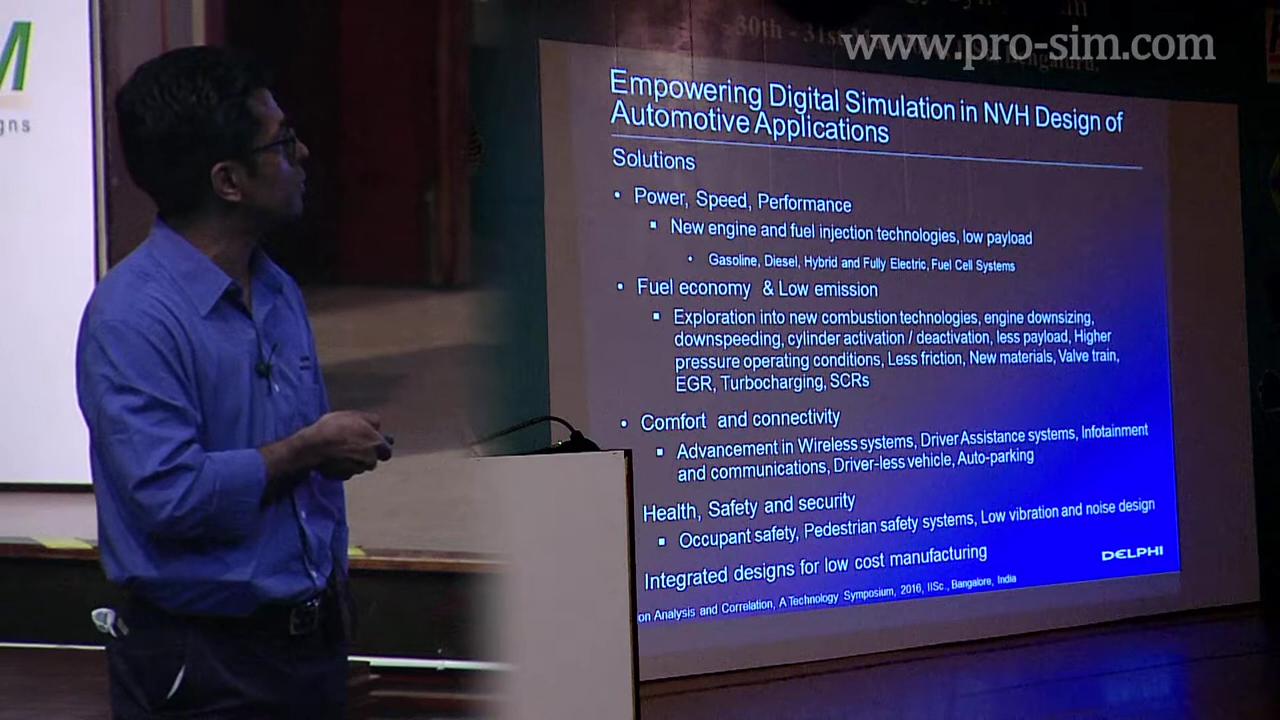 M
gns
- 30th - 31st
www.pro-sim.com
Empowering Digital Simulation in NVH Design of
Automotive Applications
Solutions
• Power, Speed, Performance
▪ New engine and fuel injection technologies, low payload
• Gasoline, Diesel, Hybrid and Fully Electric, Fuel Cell Systems
• Fuel economy & Low emission
▪ Exploration into new combustion technologies, engine downsizing,
downspeeding, cylinder activation / deactivation, less payload, Higher
pressure operating conditions, Less friction, New materials, Valve train,
EGR, Turbocharging, SCRs
• Comfort and connectivity
▪ Advancement in Wireless systems, Driver Assistance systems, Infotainment
and communications, Driver-less vehicle, Auto-parking
Health, Safety and security
▪ Occupant safety, Pedestrian safety systems, Low vibration and noise design
Integrated designs for low cost manufacturing
DELPHI
on Analysis and Correlation, A Technology Symposium, 2016, IISc., Bangalore, India